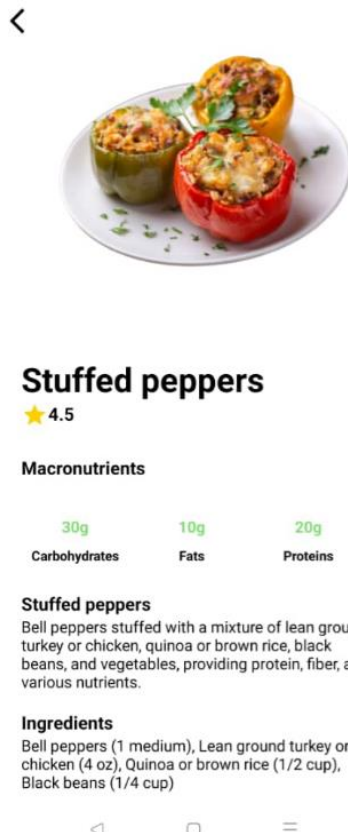 Stuffed peppers
4.5
Macronutrients
30g 10g 20g
Carbohydrates Fats Proteins
Stuffed peppers
Bell peppers stuffed with a mixture of lean grou
turkey or chicken, quinoa or brown rice, black
beans, and vegetables, providing protein, fiber, a
various nutrients.
Ingredients
Bell peppers (1 medium), Lean ground turkey or
chicken (4 oz), Quinoa or brown rice (1/2 cup),
Black beans (1/4 cup)